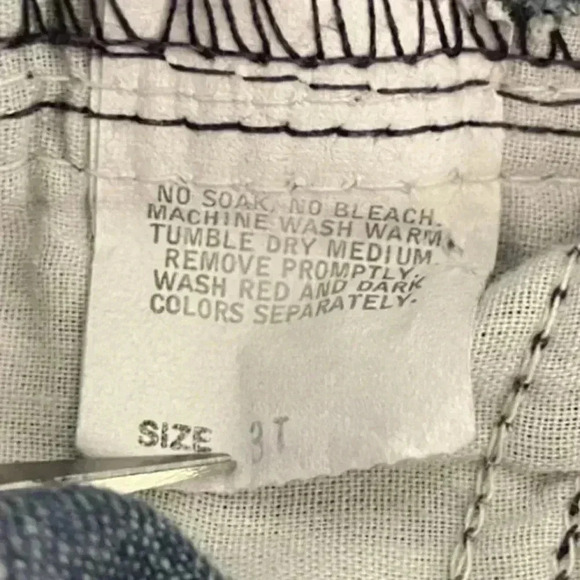 NO SOAK, NO BLEACH.
MACHINE WASH WARM,
TUMBLE DRY MEDIUM.
REMOVE PROMPTLY.
WASH RED AND DARK
COLORS SEPARATELY.
SIZE 3T